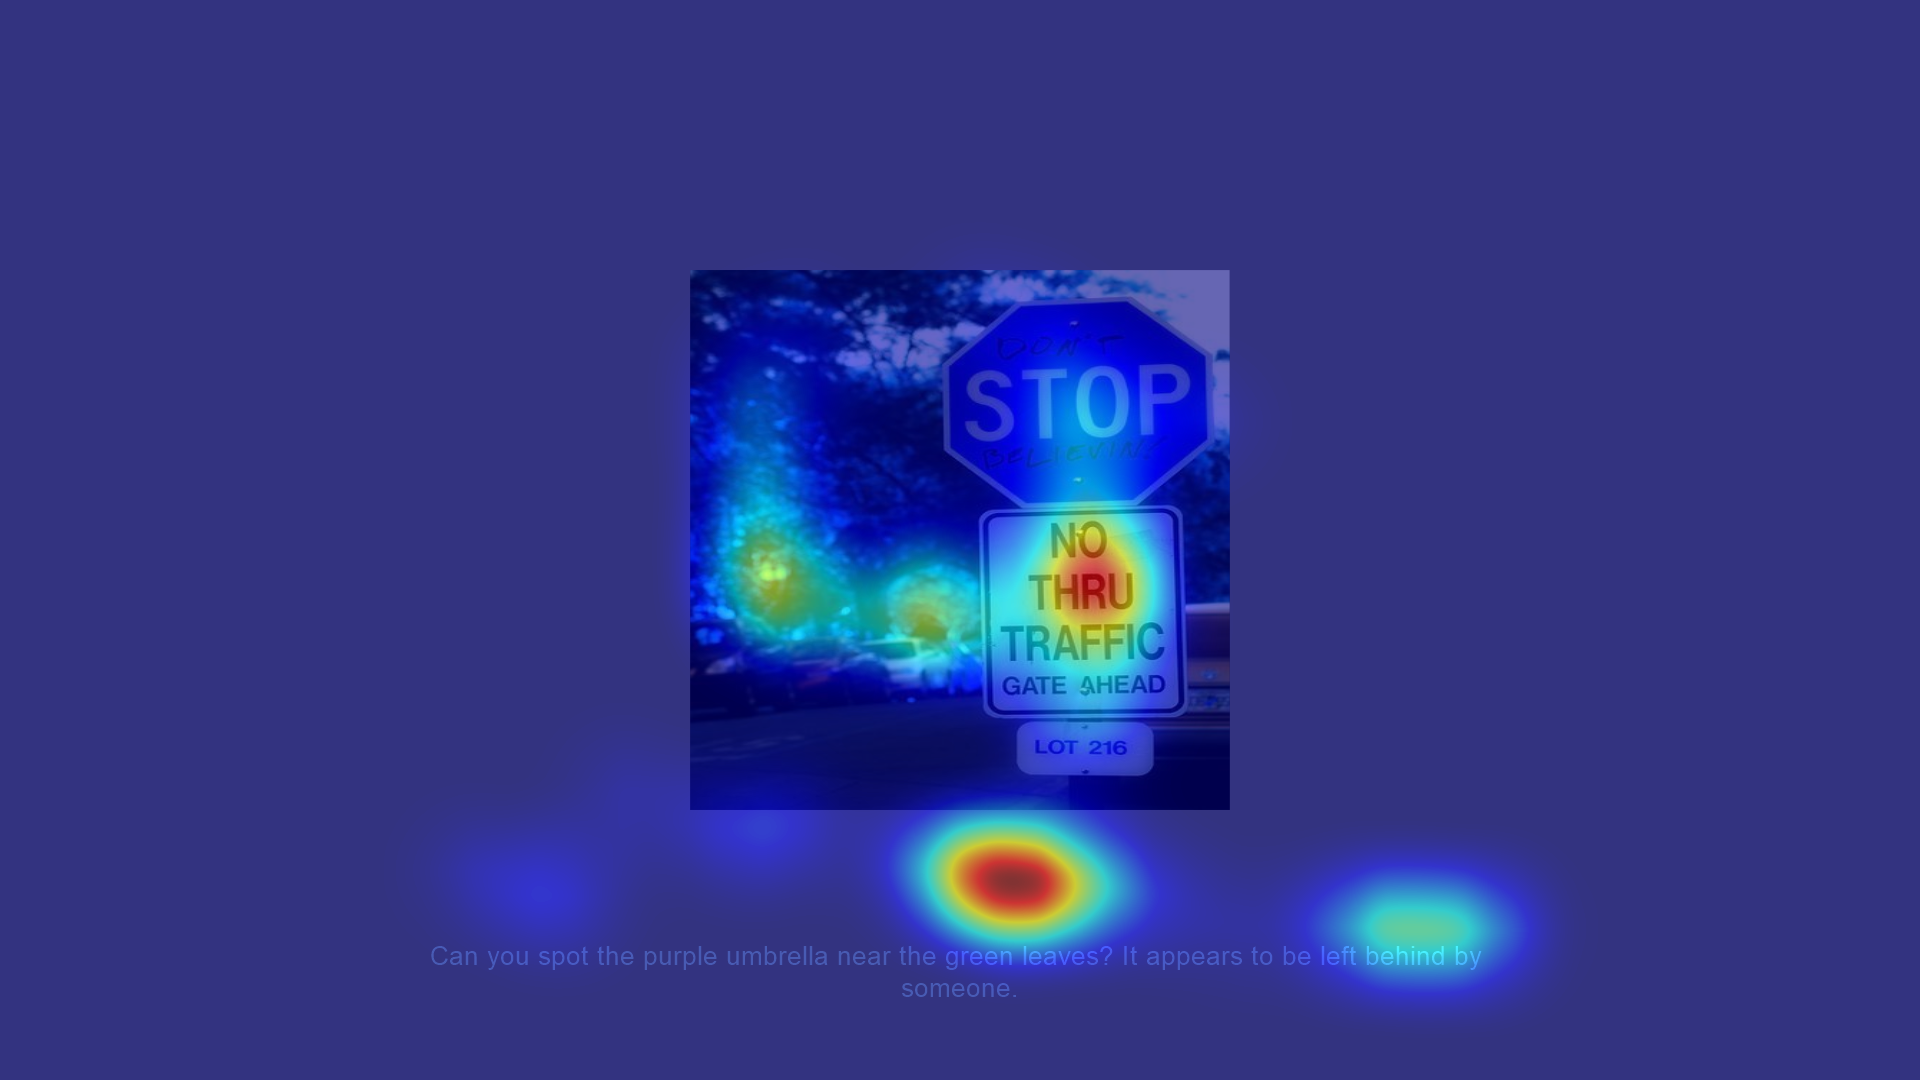 DON'T
STOP
BELIEVING
NO
THRU
TRAFFIC
GATE AHEAD
LOT 216
Can you spot the purple umbrella near the green leaves? It appears to be left behind by
someone.